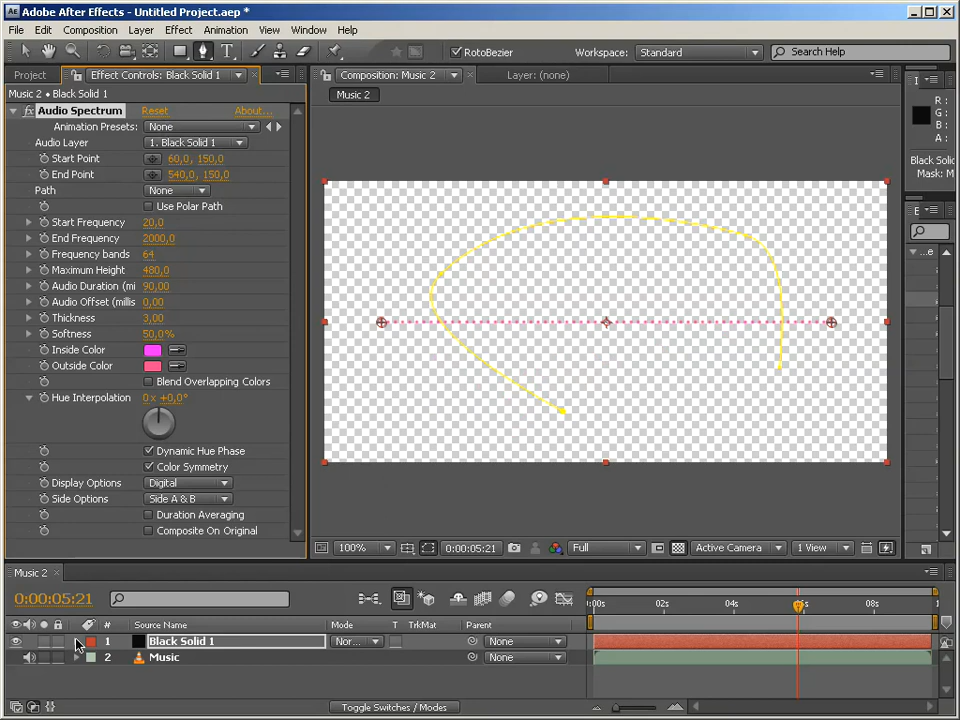 Adobe After Effects - Untitled Project.aep *
File Edit Composition Layer Effect Animation View Window Help
RotoBezier Workspace: Standard Search Help
Project Effect Controls: Black Solid 1 Composition: Music 2 Layer: (none)
Music 2 • Black Solid 1
Music 2
fx Audio Spectrum Reset About...
Animation Presets: None
Audio Layer 1. Black Solid 1
Start Point 60,0, 150,0
End Point 540,0, 150,0
Path None
Use Polar Path
Start Frequency 20,0
End Frequency 2000,0
Frequency bands 64
Maximum Height 480,0
Audio Duration (mi 90,00
Audio Offset (millis 0,00
Thickness 3,00
Softness 50,0%
Inside Color
Outside Color
Blend Overlapping Colors
Hue Interpolation 0 x +0,0°
Dynamic Hue Phase
Color Symmetry
Display Options Digital
Side Options Side A & B
Duration Averaging
Composite On Original
R :
G :
B :
A :
Black Solid
Mask: M
...e
100% 0:00:05:21 Full Active Camera 1 View
Music 2
0:00:05:21
:00s 02s 04s 06s 08s 1
# Source Name Mode T TrkMat Parent
1 Black Solid 1 Nor... None
2 Music None
Toggle Switches / Modes